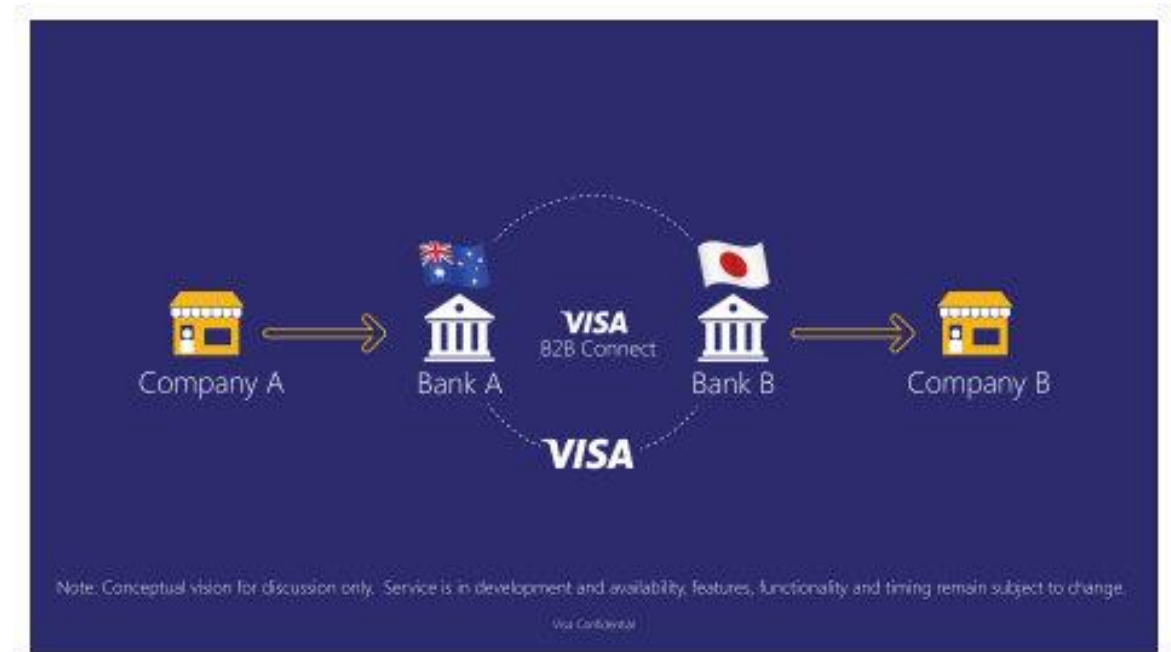 VISA
B2B Connect
Company A
Bank A
Bank B
Company B
VISA
Note: Conceptual vision for discussion only. Service is in development and availability, features, functionality and timing remain subject to change.
Visa Confidential